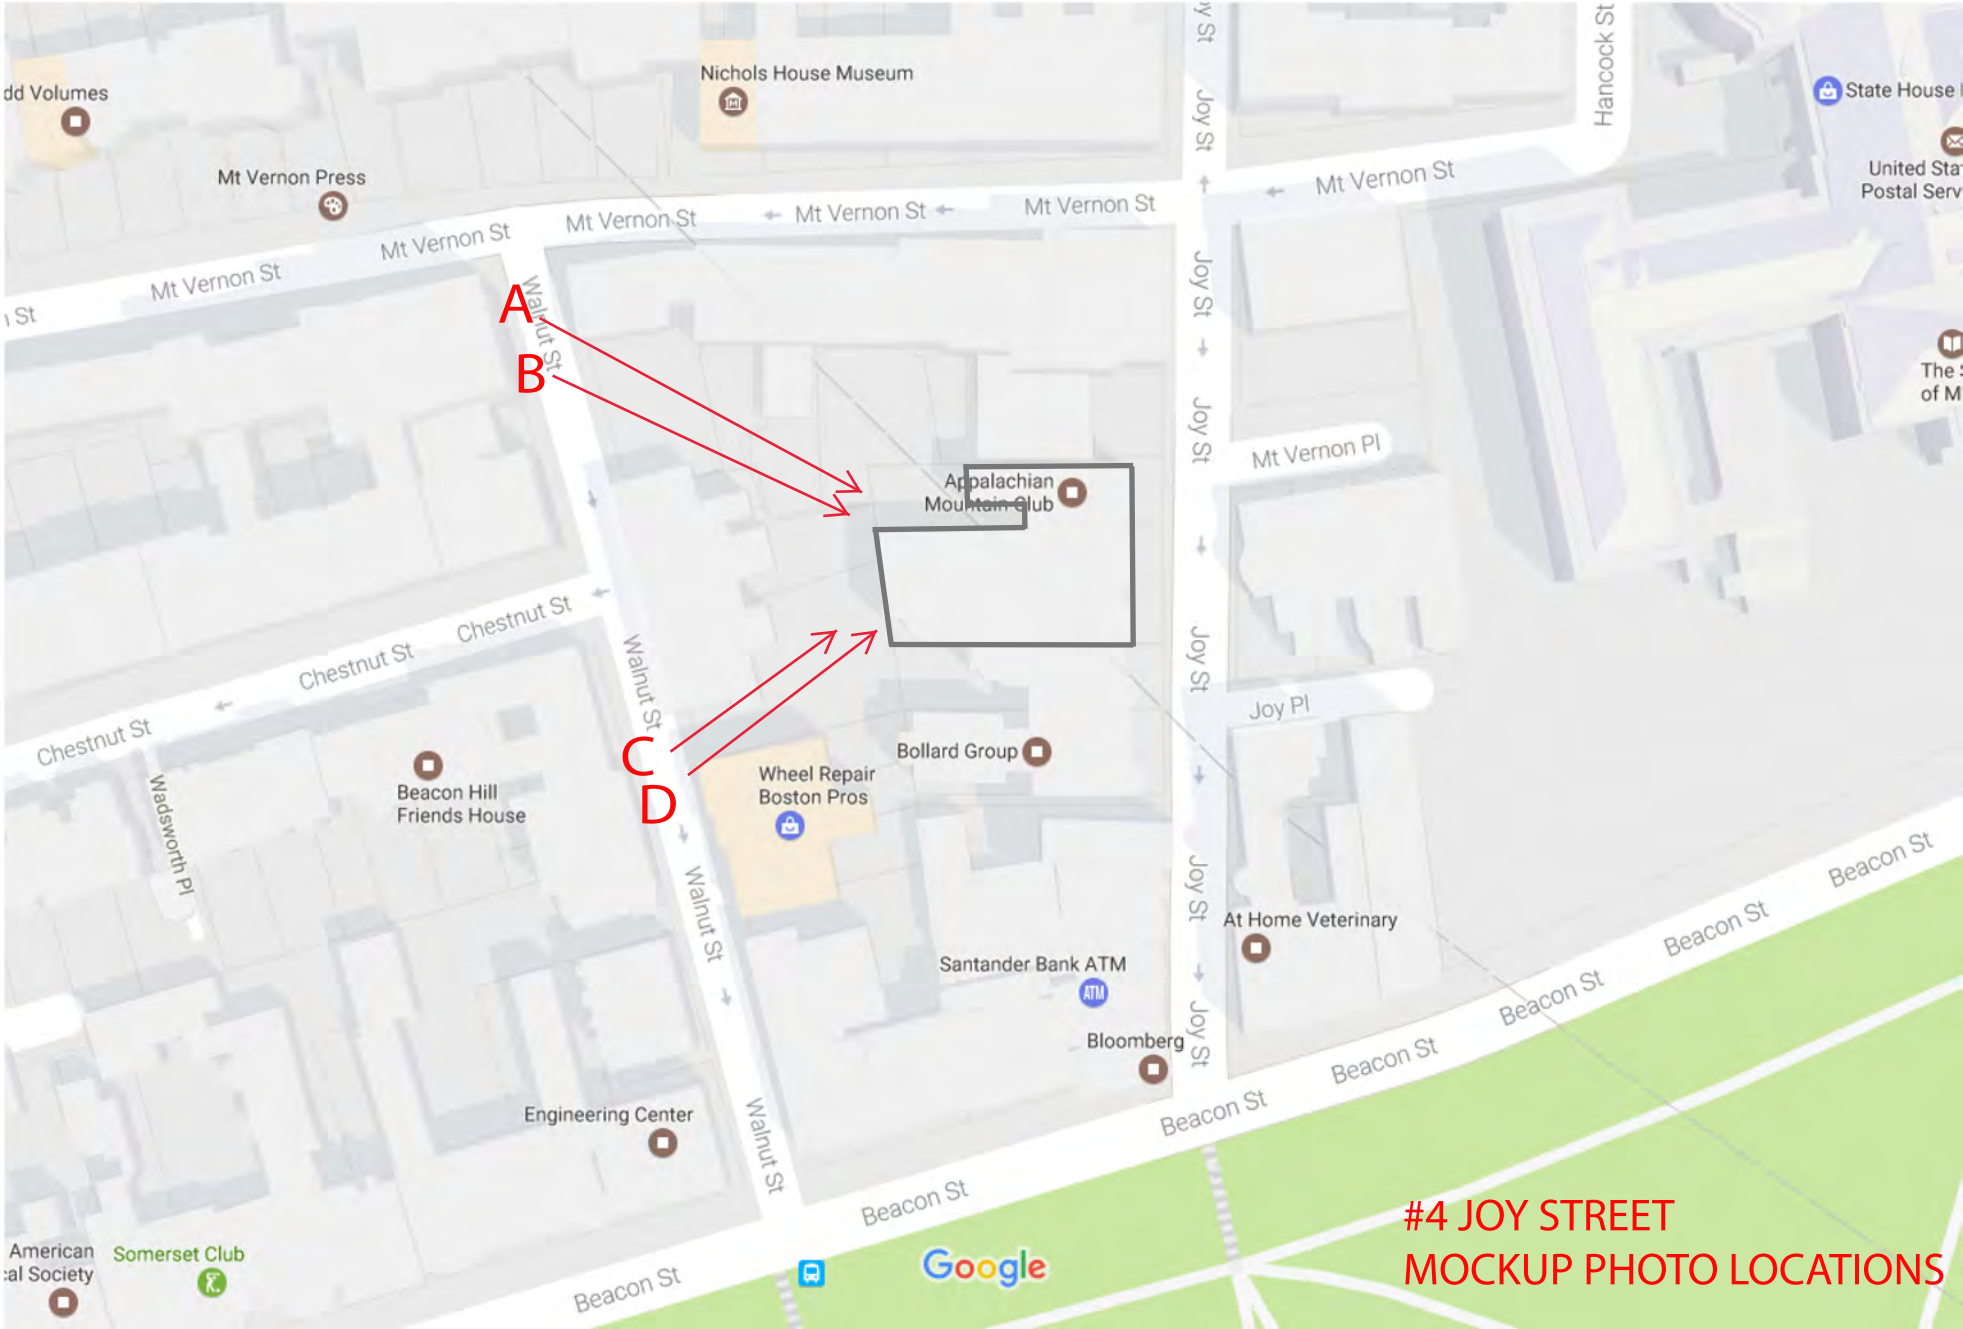 Joy St
Hancock St
Nichols House Museum
dd Volumes
State House
Joy St
United Sta
Postal Serv
Mt Vernon Press
Mt Vernon St
Mt Vernon St
Mt Vernon St
Mt Vernon St
Mt Vernon St
Mt Vernon St
St
A
Walnut St
Joy St
B
The
of M
Joy St
Mt Vernon Pl
Appalachian
Mountain Club
Chestnut St
Chestnut St
Chestnut St
Walnut St
Joy St
Joy Pl
C
D
Bollard Group
Wheel Repair
Boston Pros
Beacon Hill
Friends House
Wadsworth Pl
Walnut St
Joy St
Beacon St
Beacon St
Beacon St
At Home Veterinary
Santander Bank ATM
ATM
Bloomberg
Joy St
Beacon St
Beacon St
Engineering Center
Walnut St
Beacon St
Beacon St
American
cal Society
Somerset Club
Google
#4 JOY STREET
MOCKUP PHOTO LOCATIONS